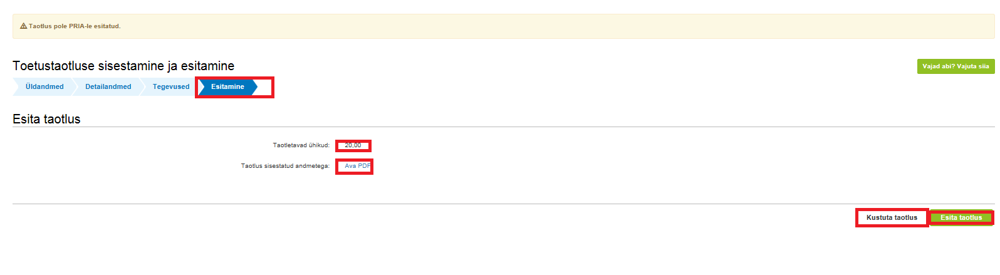 Taotlus pole PRIA-le esitatud.
Toetustaotluse sisestamine ja esitamine
Vajad abi? Vajuta siia
Üldandmed Detailandmed Tegevused Esitamine
Esita taotlus
Taotletavad ühikud: 20,00
Taotlus sisestatud andmetega: Ava PDF
Kustuta taotlus Esita taotlus